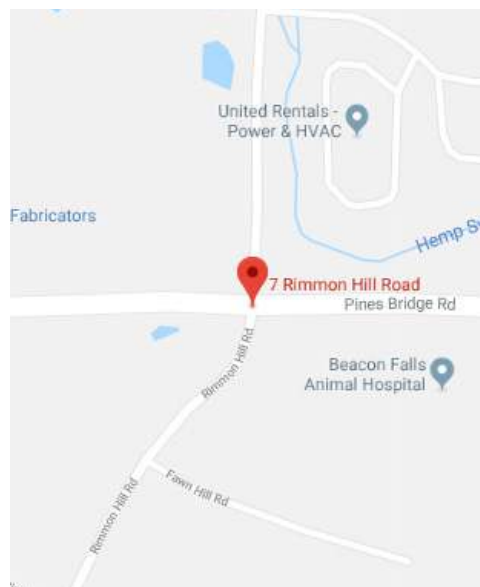 United Rentals -
Power & HVAC
Fabricators
Hemp
7 Rimmon Hill Road
Pines Bridge Rd
Rimmon Hill Rd
Beacon Falls
Animal Hospital
Fawn Hill Rd
Rimmon Hill Rd